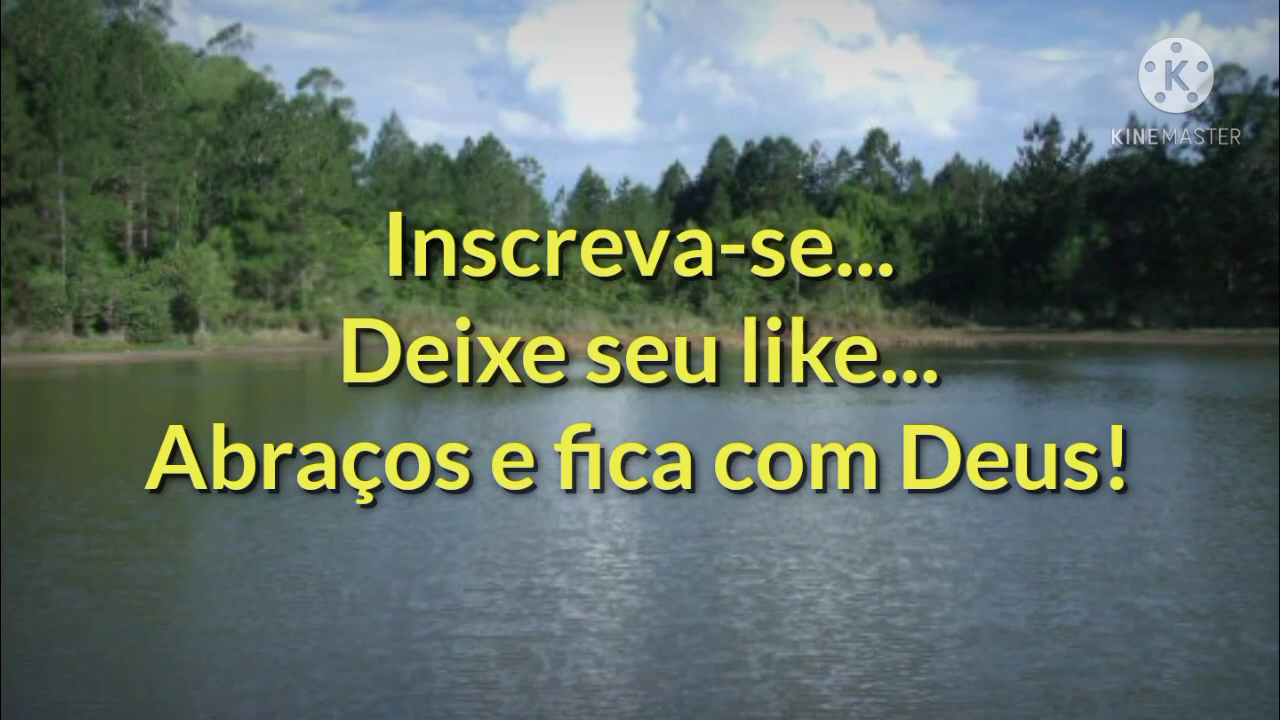 K
KINEMASTER
Inscreva-se...
Deixe seu like...
Abraços e fica com Deus!